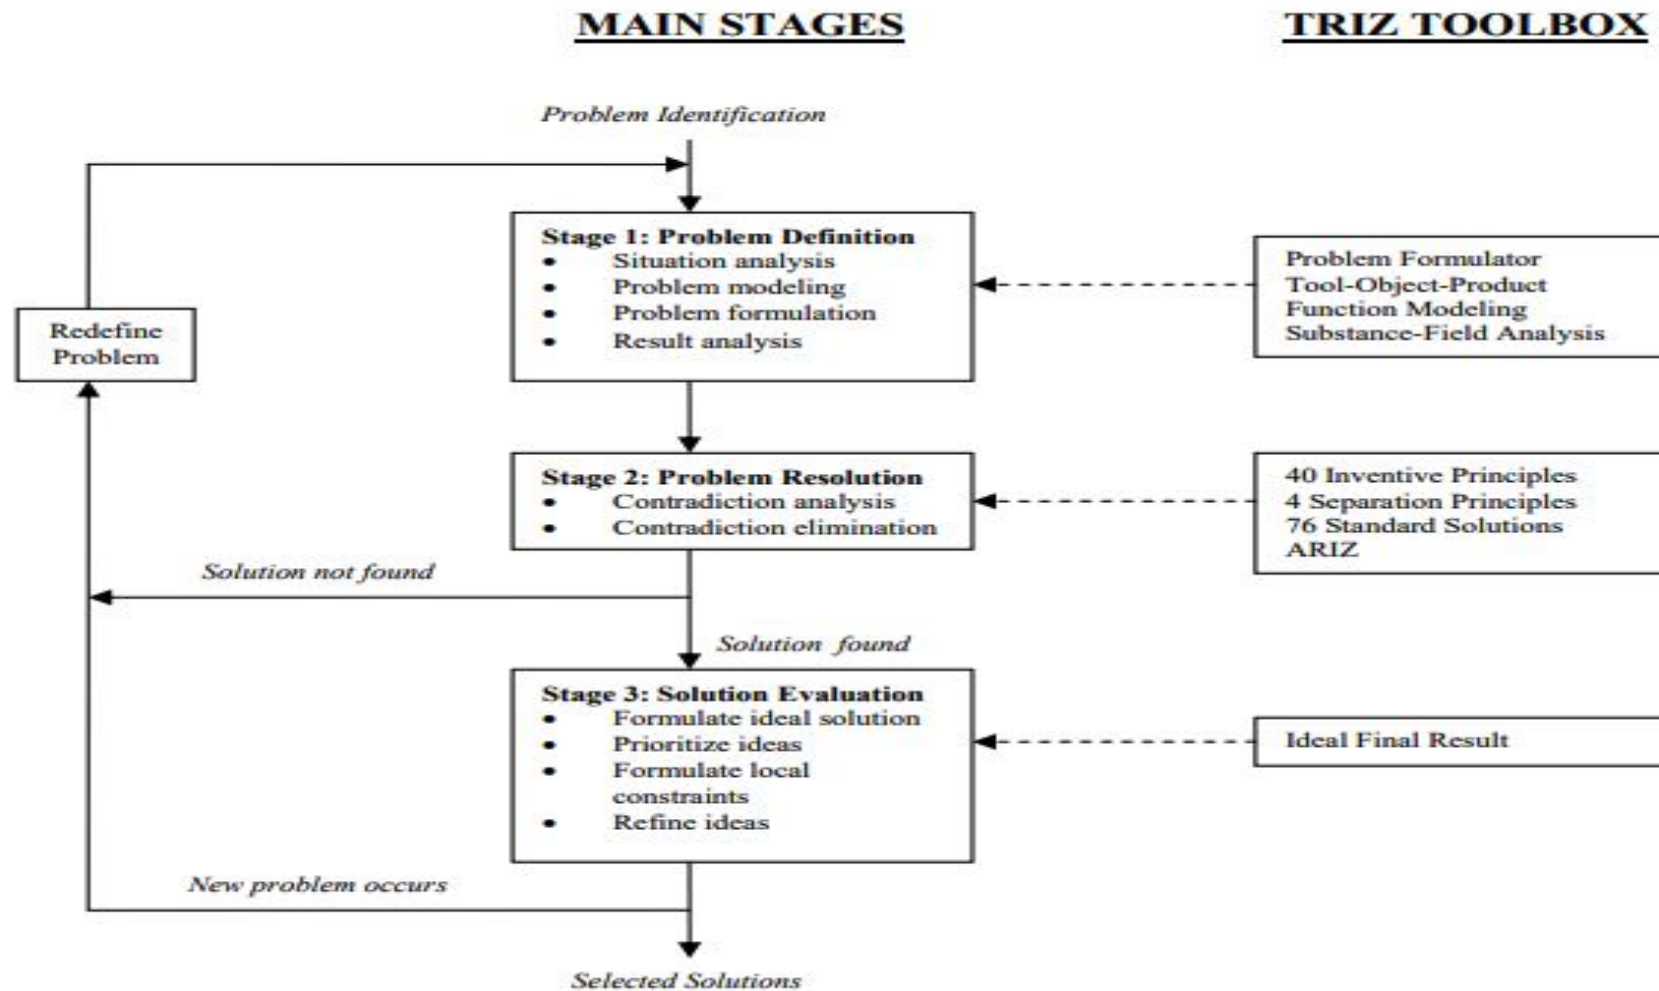 MAIN STAGES
TRIZ TOOLBOX
Problem Identification
Stage 1: Problem Definition
• Situation analysis
• Problem modeling
• Problem formulation
• Result analysis
Problem Formulator
Tool-Object-Product
Function Modeling
Substance-Field Analysis
Redefine
Problem
Stage 2: Problem Resolution
• Contradiction analysis
• Contradiction elimination
40 Inventive Principles
4 Separation Principles
76 Standard Solutions
ARIZ
Solution not found
Solution found
Stage 3: Solution Evaluation
• Formulate ideal solution
• Prioritize ideas
• Formulate local
constraints
• Refine ideas
Ideal Final Result
New problem occurs
Selected Solutions